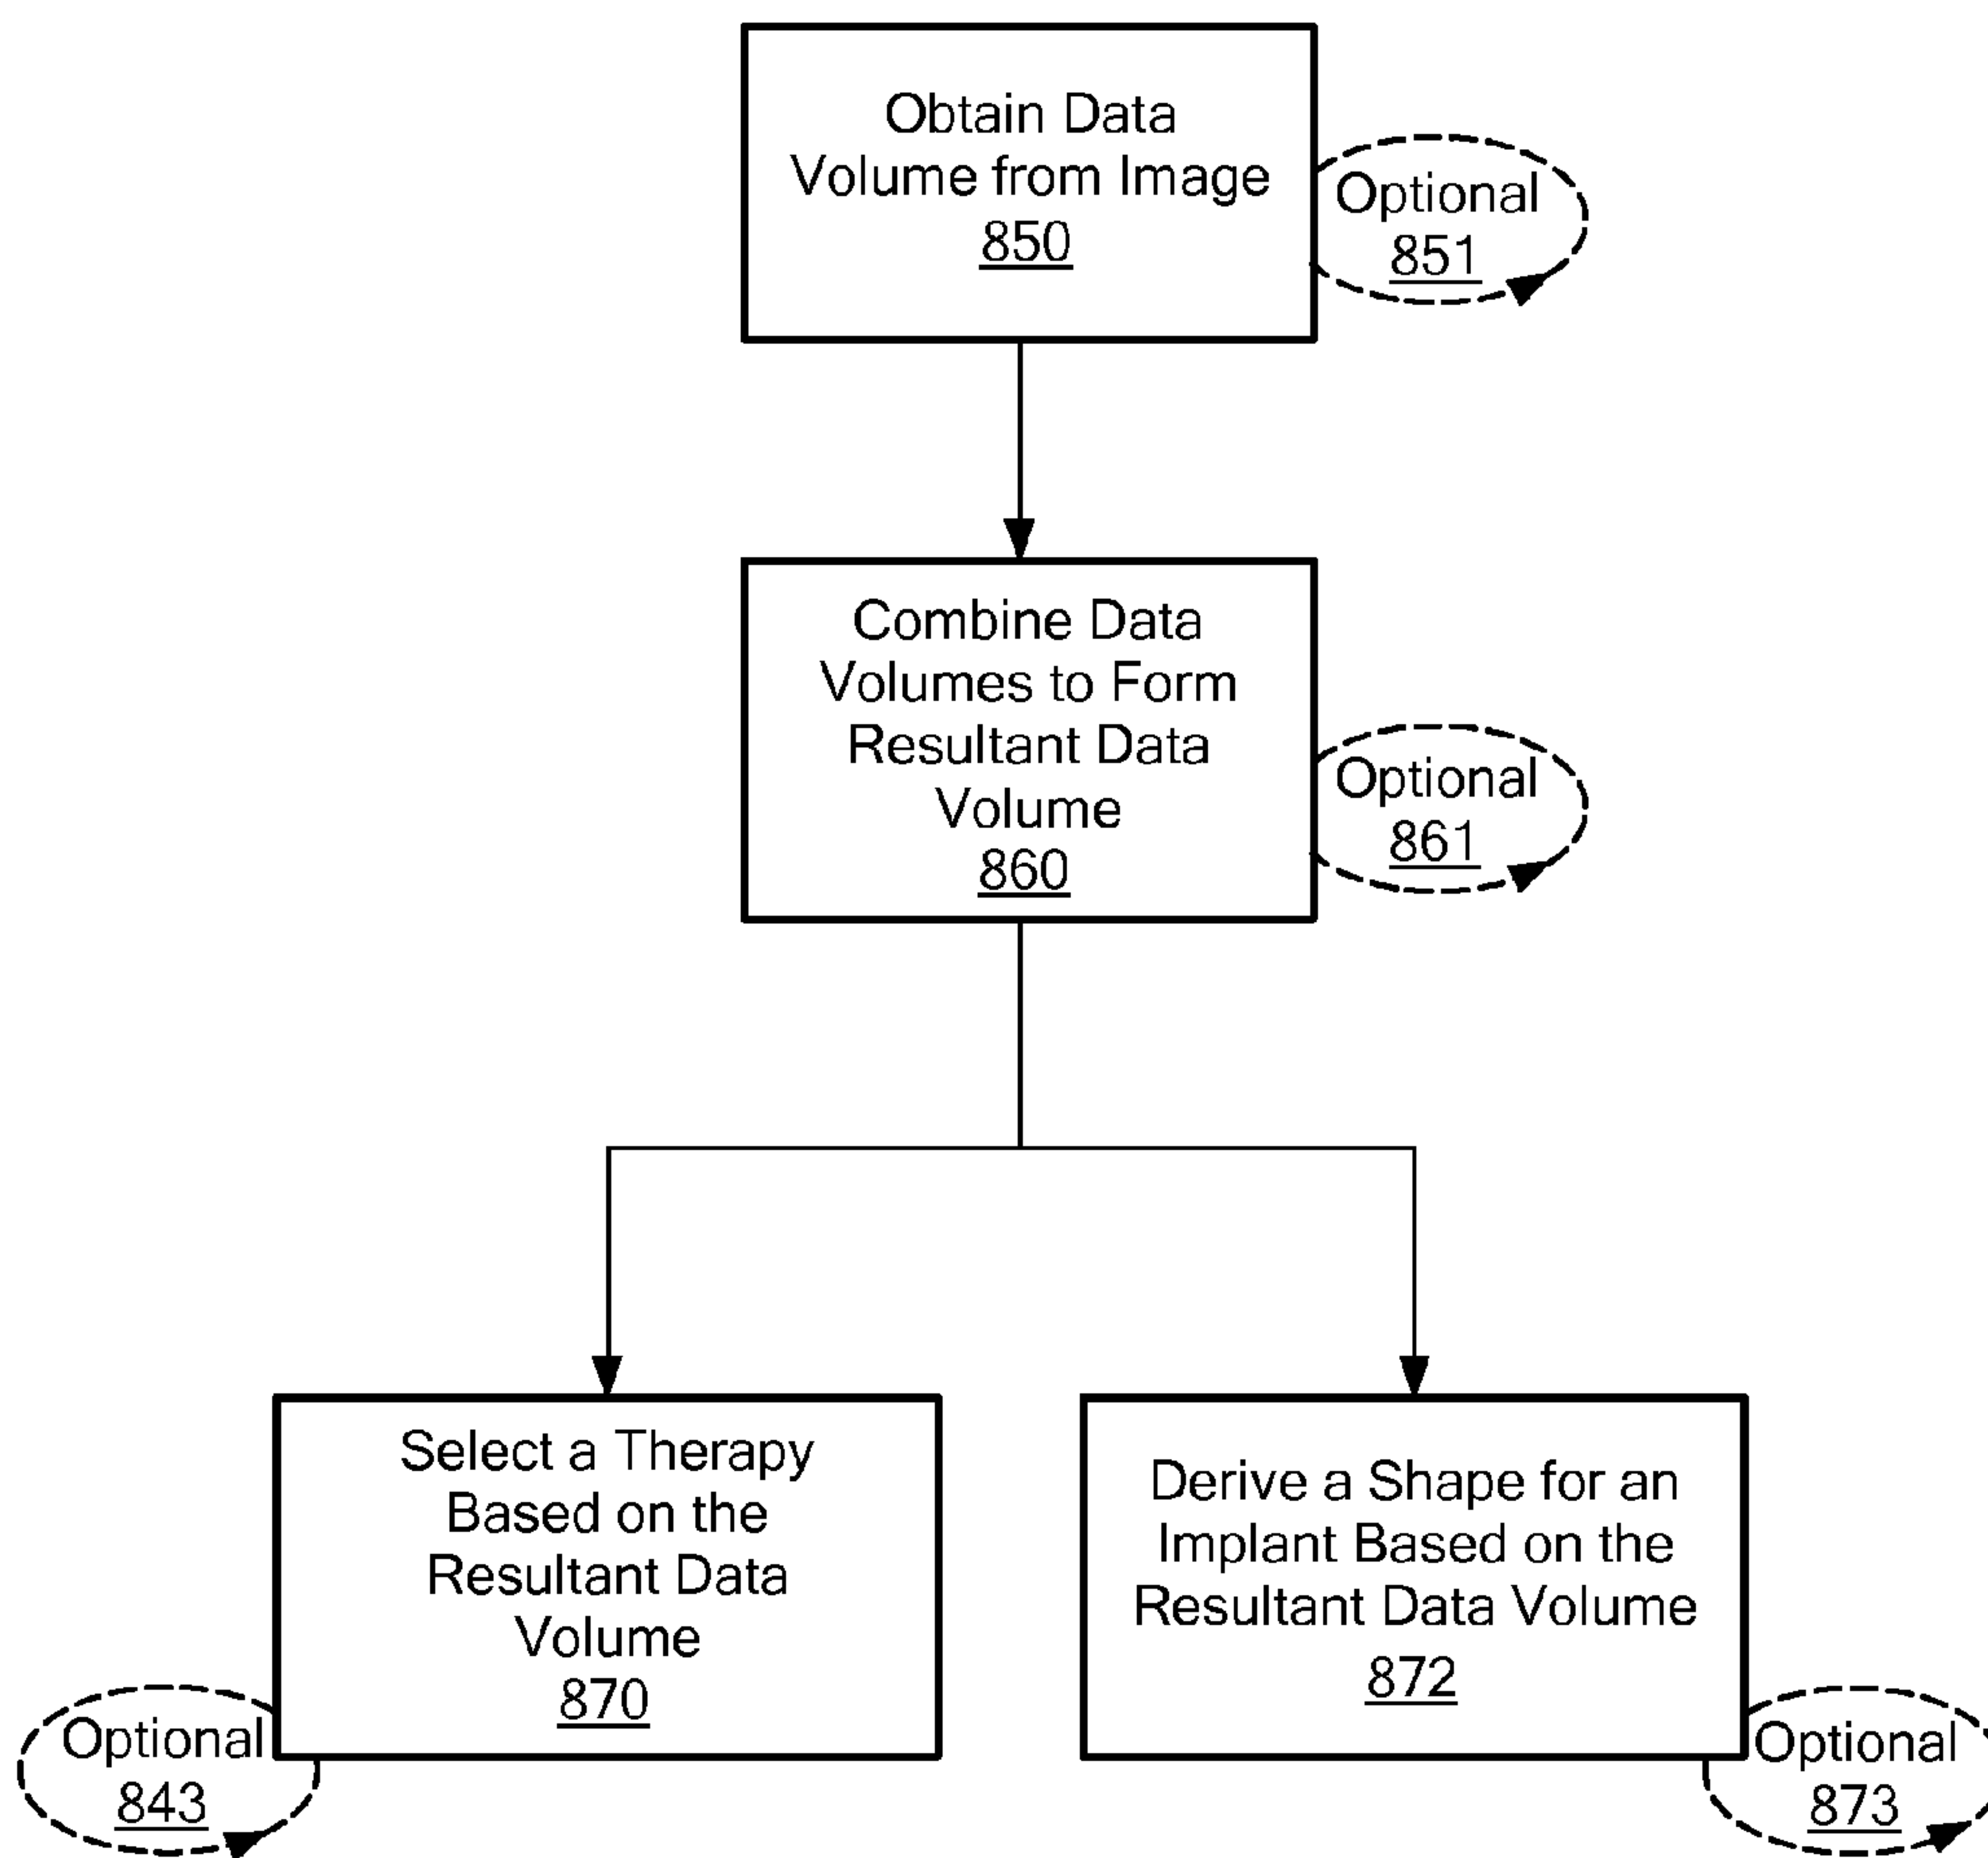 Obtain Data
Volume from Image
850
Optional
851
Combine Data
Volumes to Form
Resultant Data
Volume
860
Optional
861
Select a Therapy
Based on the
Resultant Data
Volume
870
Optional
843
Derive a Shape for an
Implant Based on the
Resultant Data Volume
872
Optional
873